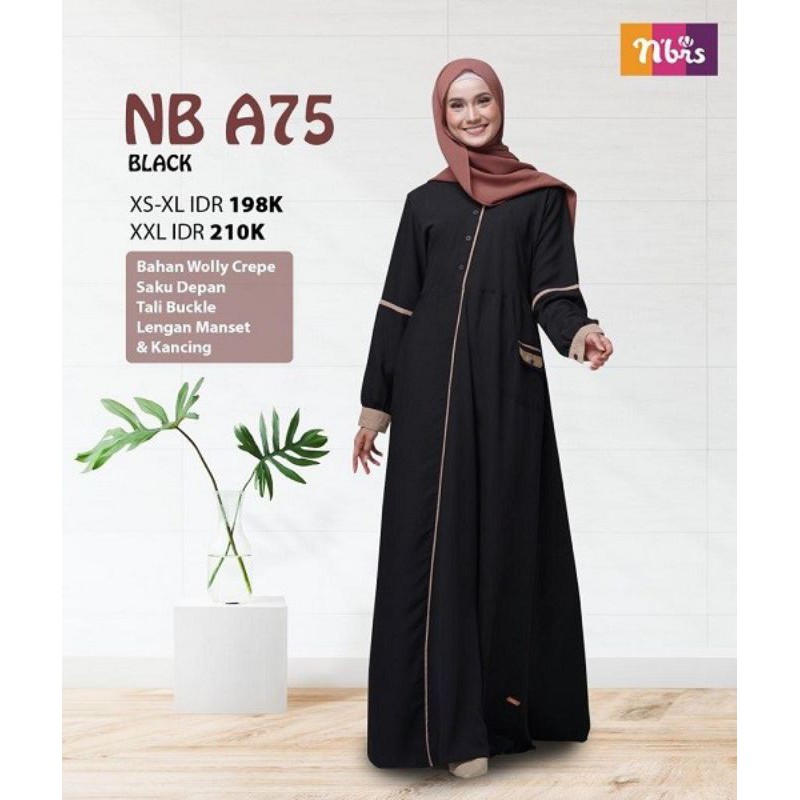 N'brs
NB A75
BLACK
XS-XL IDR 198K
XXL IDR 210K
Bahan Wolly Crepe
Saku Depan
Tali Buckle
Lengan Manset
& Kancing